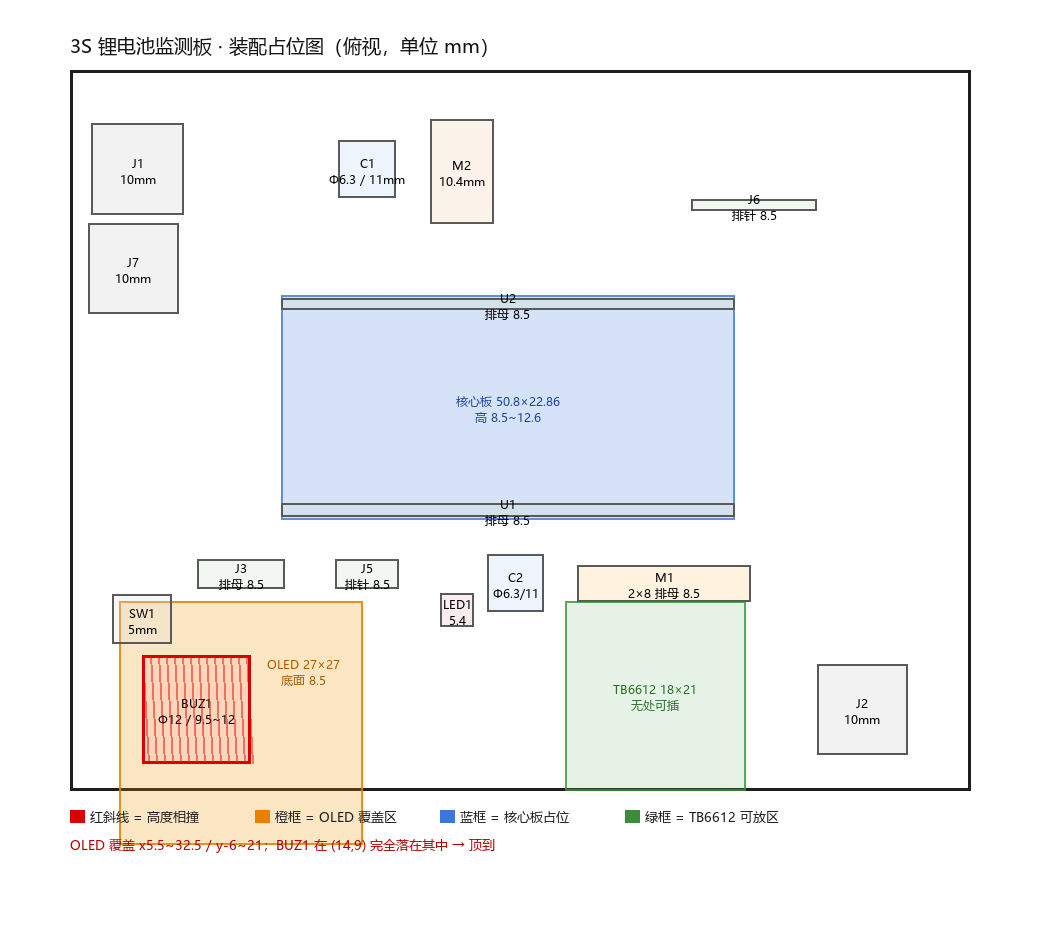 3S 锂电池监测板 · 装配占位图（俯视，单位 mm）
J1
10mm
C1
Φ6.3 / 11mm
M2
10.4mm
J6
排针 8.5
J7
10mm
U2
排母 8.5
核心板 50.8×22.86
高 8.5~12.6
U1
排母 8.5
J3
排母 8.5
J5
排针 8.5
C2
Φ6.3/11
M1
2×8 排母 8.5
SW1
5mm
LED1
5.4
OLED 27×27
底面 8.5
BUZ1
Φ12 / 9.5~12
TB6612 18×21
无处可插
J2
10mm
红斜线 = 高度相撞
橙框 = OLED 覆盖区
蓝框 = 核心板占位
绿框 = TB6612 可放区
OLED 覆盖 x5.5~32.5 / y-6~21；BUZ1 在 (14,9) 完全落在其中 → 顶到